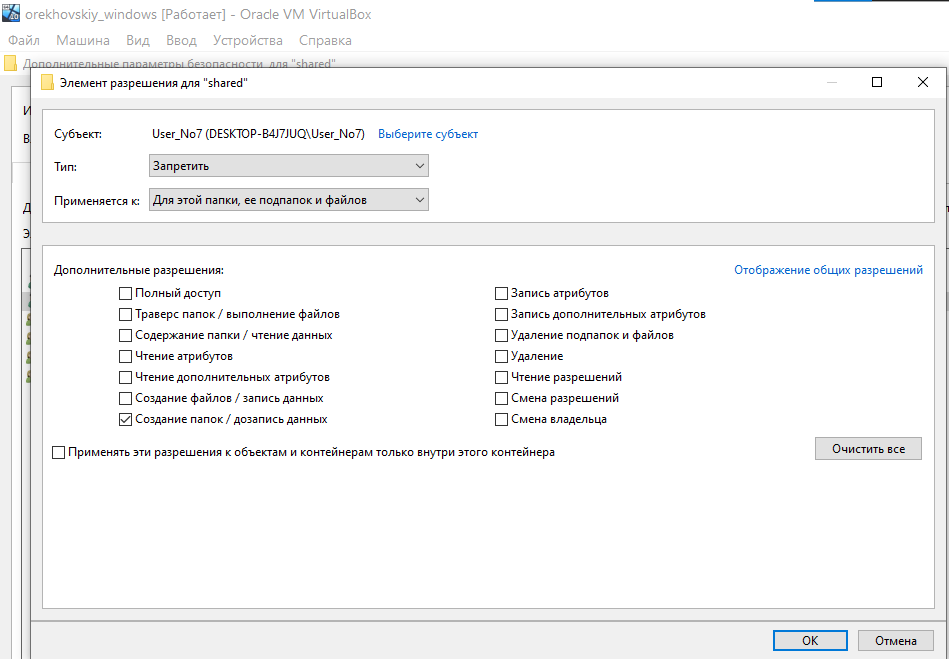 orekhovskiy_windows [Работает] - Oracle VM VirtualBox
Файл Машина Вид Ввод Устройства Справка
Дополнительные параметры безопасности для "shared"
Элемент разрешения для "shared"
Субъект: User_No7 (DESKTOP-B4J7JUQ\User_No7) Выберите субъект
Тип: Запретить
Применяется к: Для этой папки, ее подпапок и файлов
Дополнительные разрешения: Отображение общих разрешений
Полный доступ Запись атрибутов
Траверс папок / выполнение файлов Запись дополнительных атрибутов
Содержание папки / чтение данных Удаление подпапок и файлов
Чтение атрибутов Удаление
Чтение дополнительных атрибутов Чтение разрешений
Создание файлов / запись данных Смена разрешений
Создание папок / дозапись данных Смена владельца
Применять эти разрешения к объектам и контейнерам только внутри этого контейнера Очистить все
OK Отмена